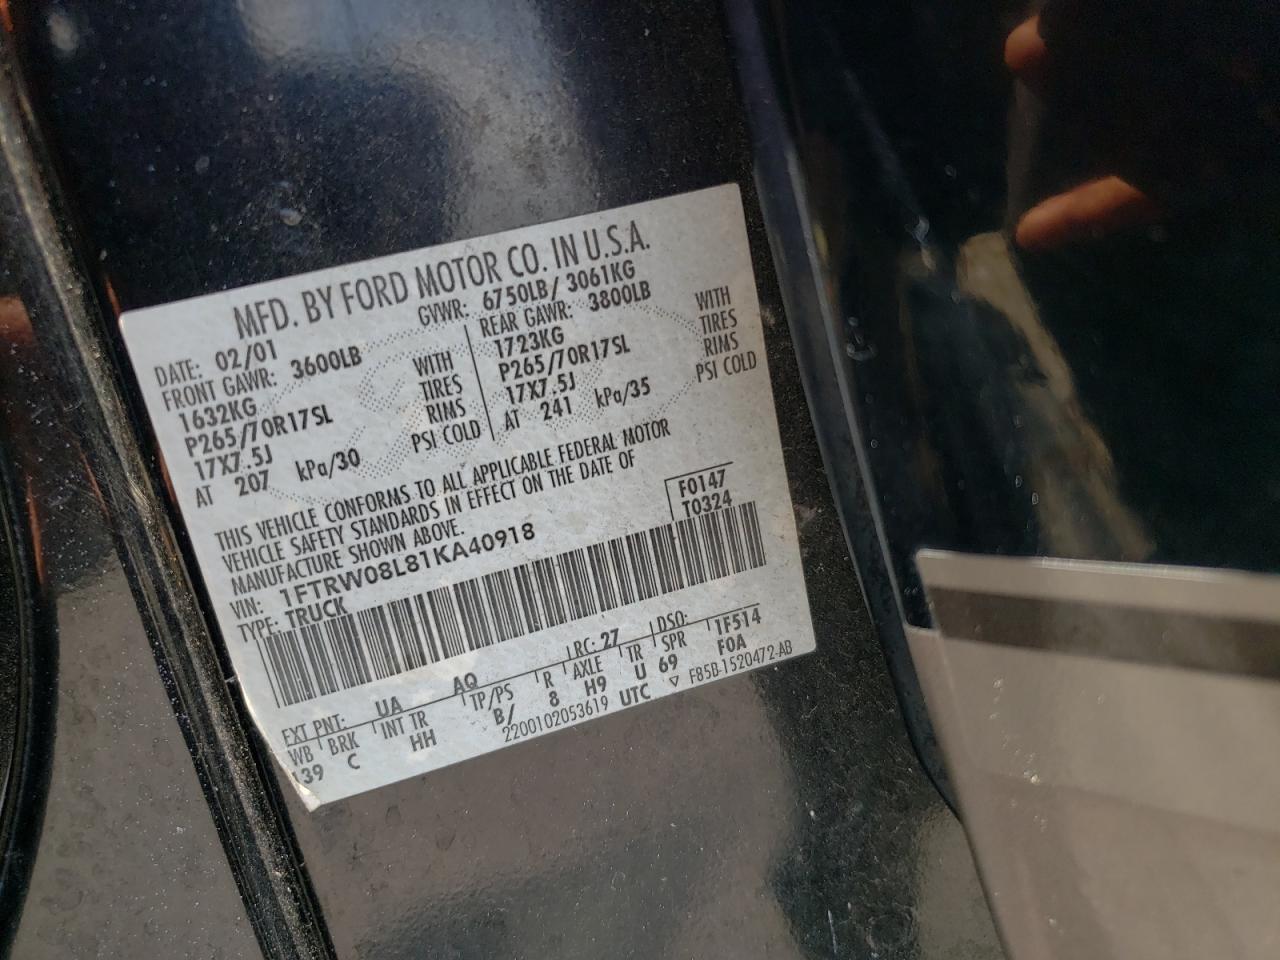 MFD. BY FORD MOTOR CO. IN U.S.A.
DATE: 02/01 GVWR: 6750LB/ 3061KG
FRONT GAWR: 3600LB REAR GAWR: 3800LB
1632KG WITH 1723KG WITH
P265/70R17SL TIRES P265/70R17SL TIRES
17X7.5J RIMS 17X7.5J RIMS
AT 207 kPa/30 PSI COLD AT 241 kPa/35 PSI COLD
THIS VEHICLE CONFORMS TO ALL APPLICABLE FEDERAL MOTOR
VEHICLE SAFETY STANDARDS IN EFFECT ON THE DATE OF
MANUFACTURE SHOWN ABOVE.
F0147
T0324
VIN: 1FTRW08L81KA40918
TYPE: TRUCK
EXT PNT: UA AQ RC: 27 DSO:
WB BRK INT TR TP/PS R AXLE TR SPR 1F514
139 C HH B/ 8 H9 U 69 F0A
2200102053619 UTC ▽ F85B-1520472-AB